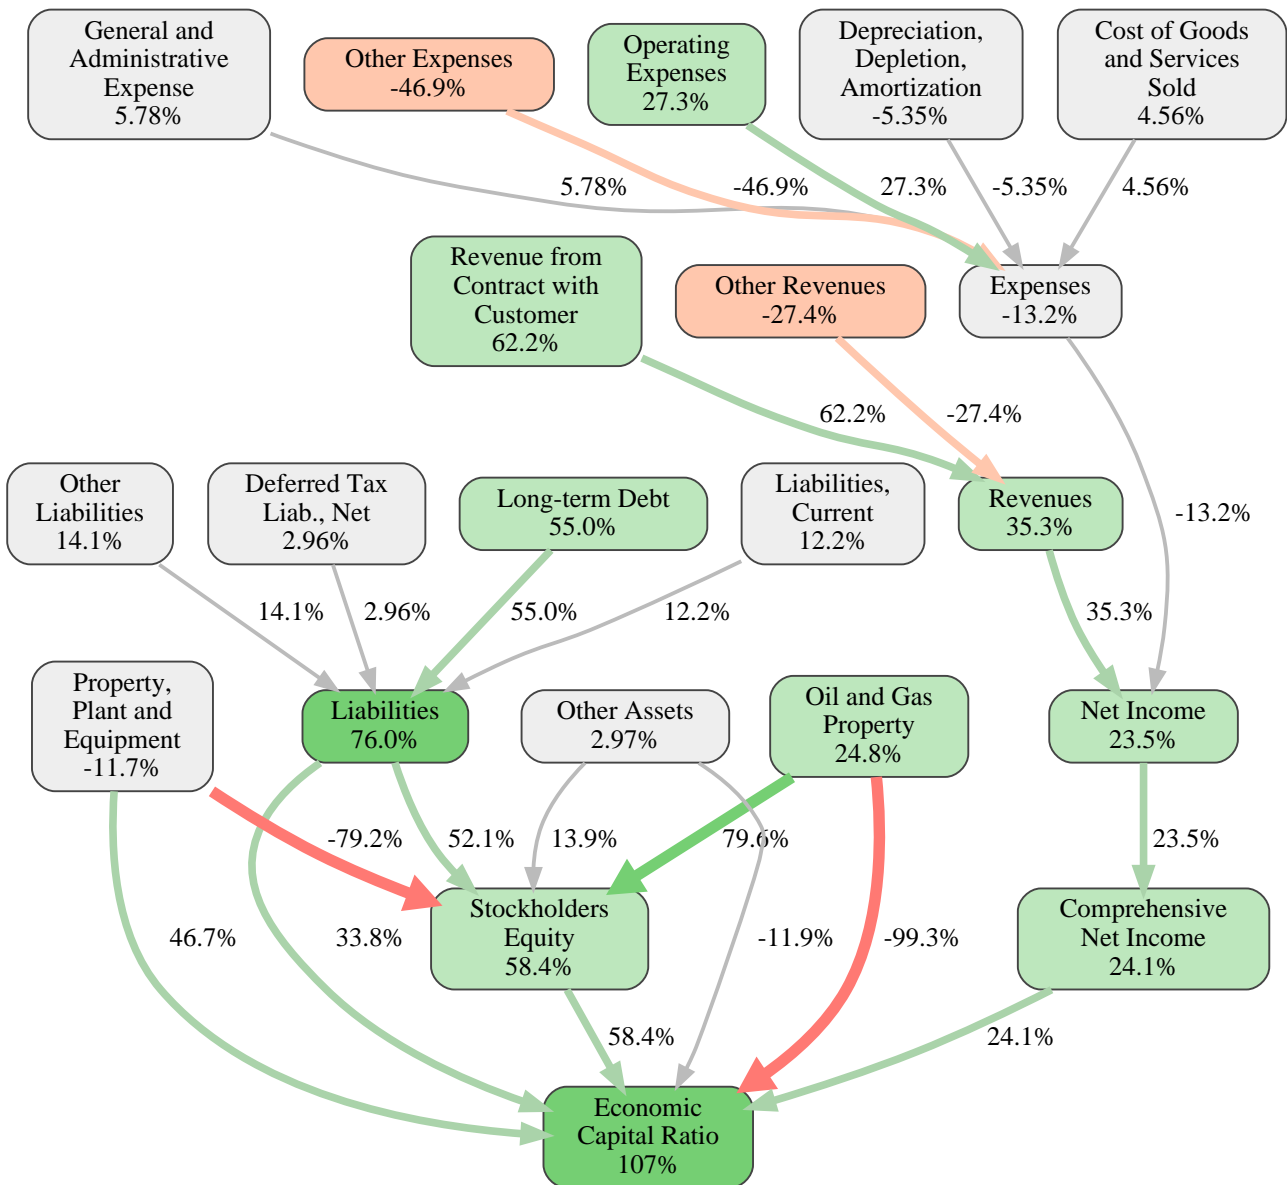 General and
Administrative
Expense
5.78%
Other Expenses
-46.9%
Operating
Expenses
27.3%
Depreciation,
Depletion,
Amortization
-5.35%
Cost of Goods
and Services
Sold
4.56%
5.78%
-46.9%
27.3%
-5.35%
4.56%
Revenue from
Contract with
Customer
62.2%
Other Revenues
-27.4%
Expenses
-13.2%
62.2%
-27.4%
-13.2%
Other
Liabilities
14.1%
Deferred Tax
Liab., Net
2.96%
Long-term Debt
55.0%
Liabilities,
Current
12.2%
Revenues
35.3%
14.1%
2.96%
55.0%
12.2%
35.3%
Property,
Plant and
Equipment
-11.7%
Liabilities
76.0%
Other Assets
2.97%
Oil and Gas
Property
24.8%
Net Income
23.5%
-79.2%
52.1%
13.9%
79.6%
23.5%
Stockholders
Equity
58.4%
Comprehensive
Net Income
24.1%
46.7%
33.8%
-11.9%
-99.3%
58.4%
24.1%
Economic
Capital Ratio
107%